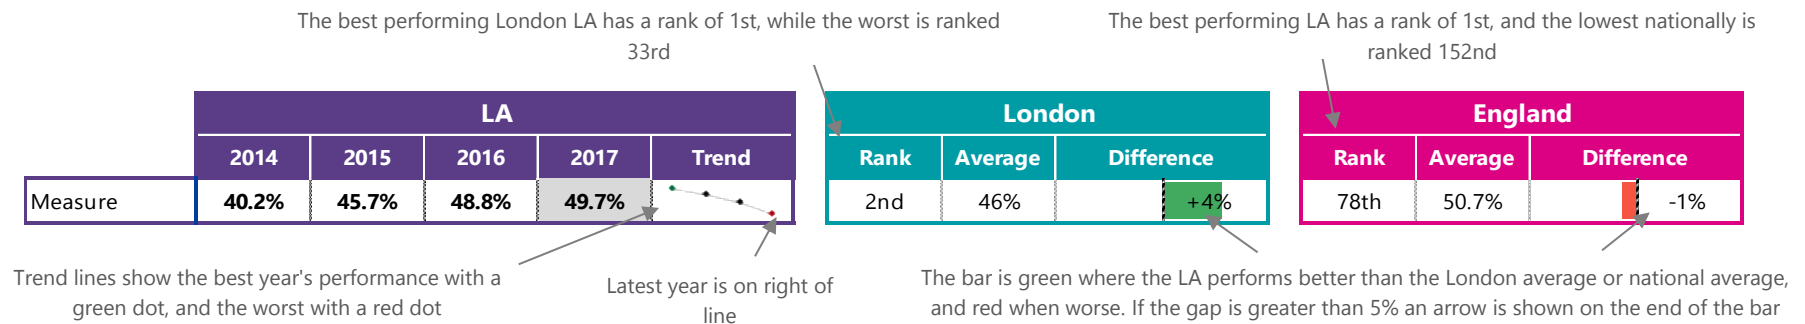 The best performing London LA has a rank of 1st, while the worst is ranked
33rd
The best performing LA has a rank of 1st, and the lowest nationally is
ranked 152nd
LA
2014 2015 2016 2017 Trend
Measure 40.2% 45.7% 48.8% 49.7%
London
Rank Average Difference
2nd 46% +4%
England
Rank Average Difference
78th 50.7% -1%
Trend lines show the best year's performance with a
green dot, and the worst with a red dot
Latest year is on right of
line
The bar is green where the LA performs better than the London average or national average,
and red when worse. If the gap is greater than 5% an arrow is shown on the end of the bar